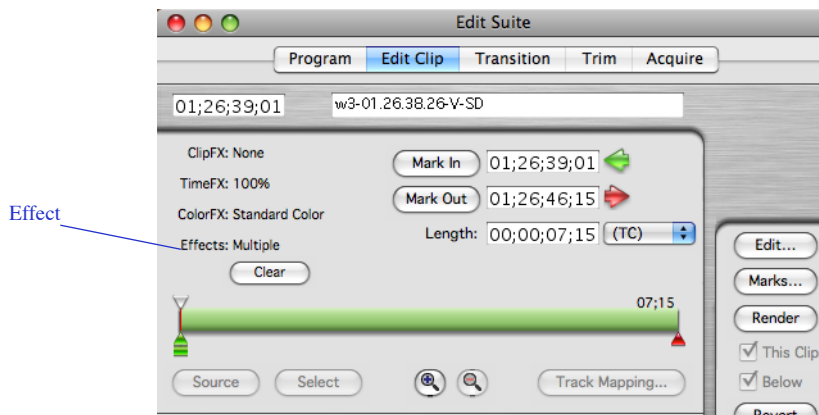 Edit Suite
Program Edit Clip Transition Trim Acquire
01;26;39;01 w3-01.26.38.26-V-SD
ClipFX: None
Mark In 01;26;39;01
TimeFX: 100%
Mark Out 01;26;46;15
Effect
ColorFX: Standard Color
Length: 00;00;07;15 (TC)
Effects: Multiple
Edit...
Clear
Marks...
07;15
Render
This Clip
Source Select Track Mapping... Below
Revert